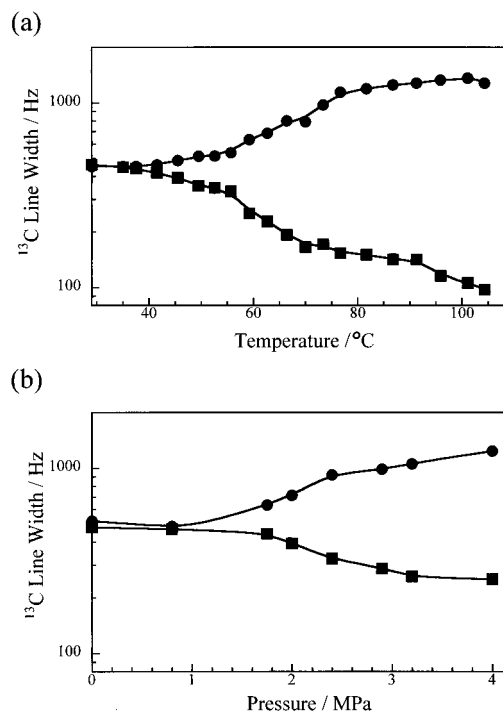 (a)
1000
100
¹³C Line Width / Hz
40 60 80 100
Temperature /°C
(b)
1000
100
¹³C Line Width / Hz
0 1 2 3 4
Pressure / MPa